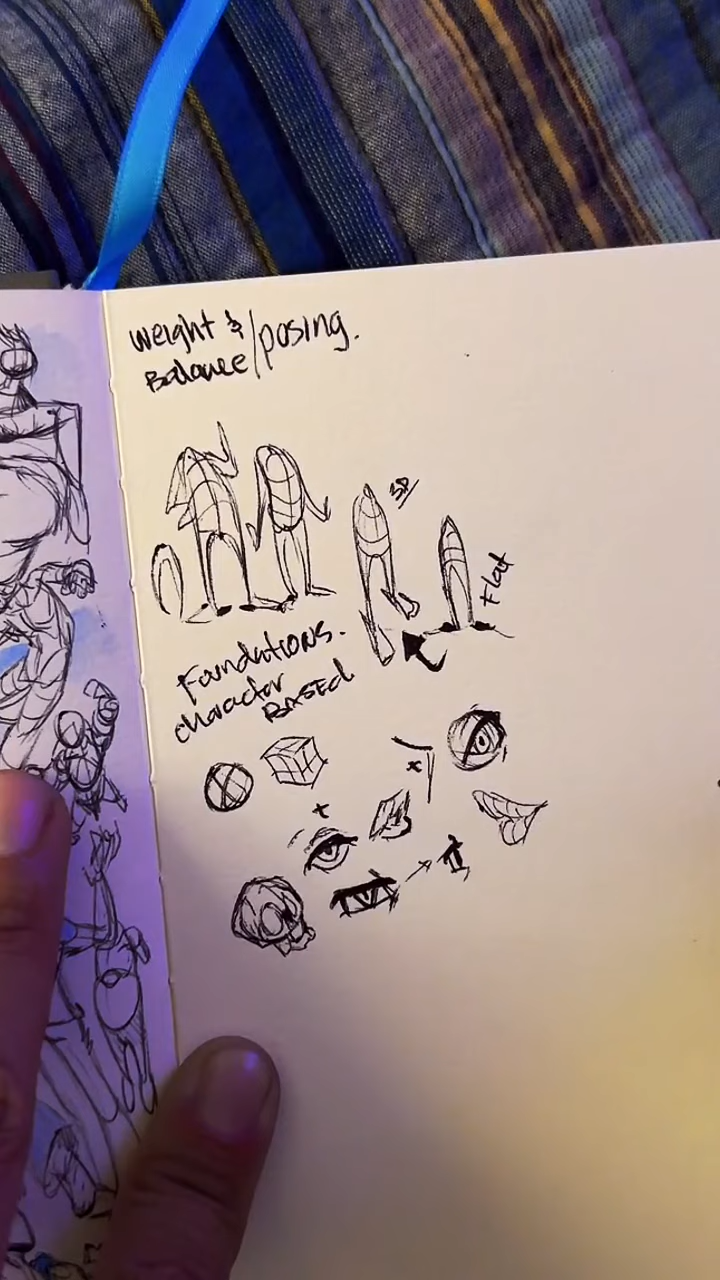 Weight &
Balance/posing.
3D/
Flat
Foundations.
character
BASED